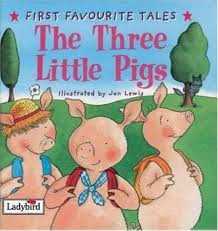 FIRST FAVOURITE TALES
The Three
Little Pigs
Illustrated by Jan Lewis
Ladybird